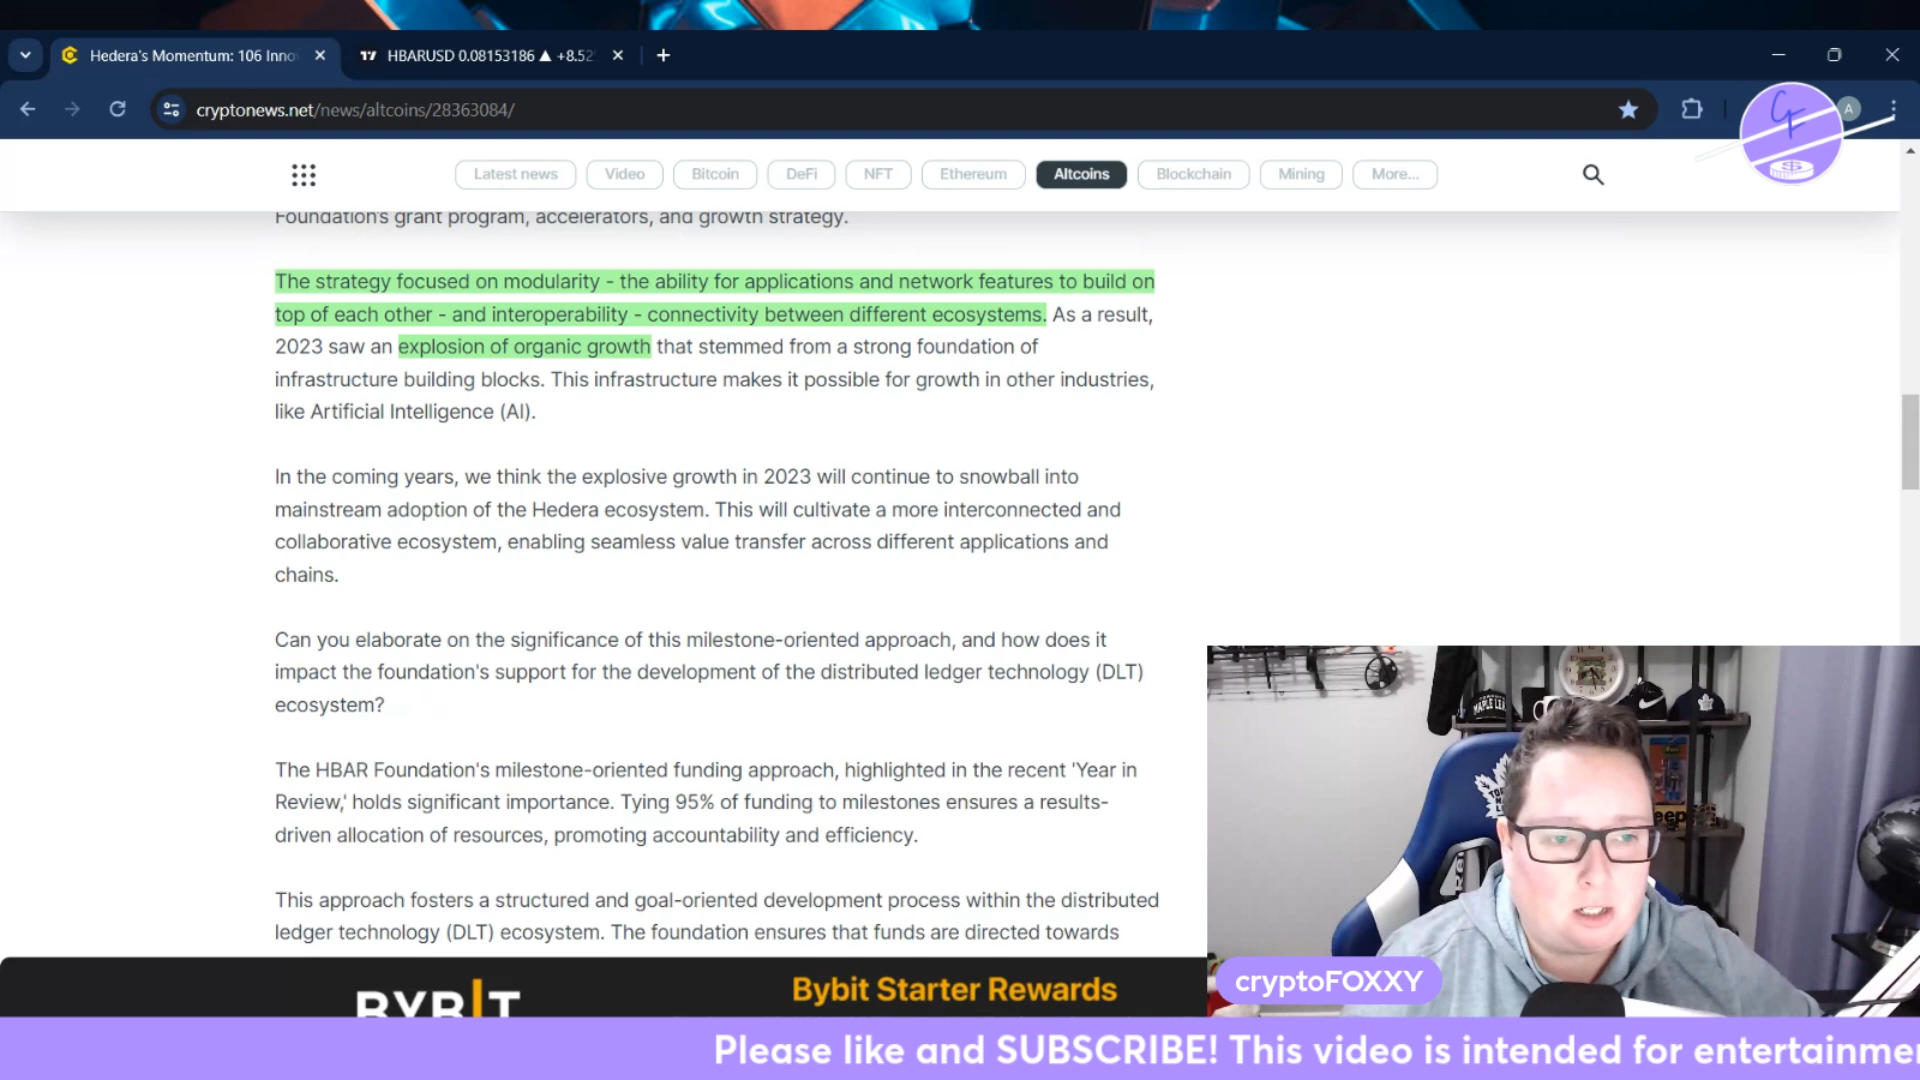 Hedera's Momentum: 106 Inno
HBARUSD 0.08153186 ▲ +8.52
cryptonews.net/news/altcoins/28363084/
A
Latest news
Video
Bitcoin
DeFi
NFT
Ethereum
Altcoins
Blockchain
Mining
More...
Foundation's grant program, accelerators, and growth strategy.
The strategy focused on modularity - the ability for applications and network features to build on
top of each other - and interoperability - connectivity between different ecosystems. As a result,
2023 saw an explosion of organic growth that stemmed from a strong foundation of
infrastructure building blocks. This infrastructure makes it possible for growth in other industries,
like Artificial Intelligence (AI).
In the coming years, we think the explosive growth in 2023 will continue to snowball into
mainstream adoption of the Hedera ecosystem. This will cultivate a more interconnected and
collaborative ecosystem, enabling seamless value transfer across different applications and
chains.
Can you elaborate on the significance of this milestone-oriented approach, and how does it
impact the foundation's support for the development of the distributed ledger technology (DLT)
ecosystem?
The HBAR Foundation's milestone-oriented funding approach, highlighted in the recent 'Year in
Review,' holds significant importance. Tying 95% of funding to milestones ensures a results-
driven allocation of resources, promoting accountability and efficiency.
This approach fosters a structured and goal-oriented development process within the distributed
ledger technology (DLT) ecosystem. The foundation ensures that funds are directed towards
BYBIT
Bybit Starter Rewards
MAPLE LEA
cryptoFOXXY
Please like and SUBSCRIBE! This video is intended for entertainme